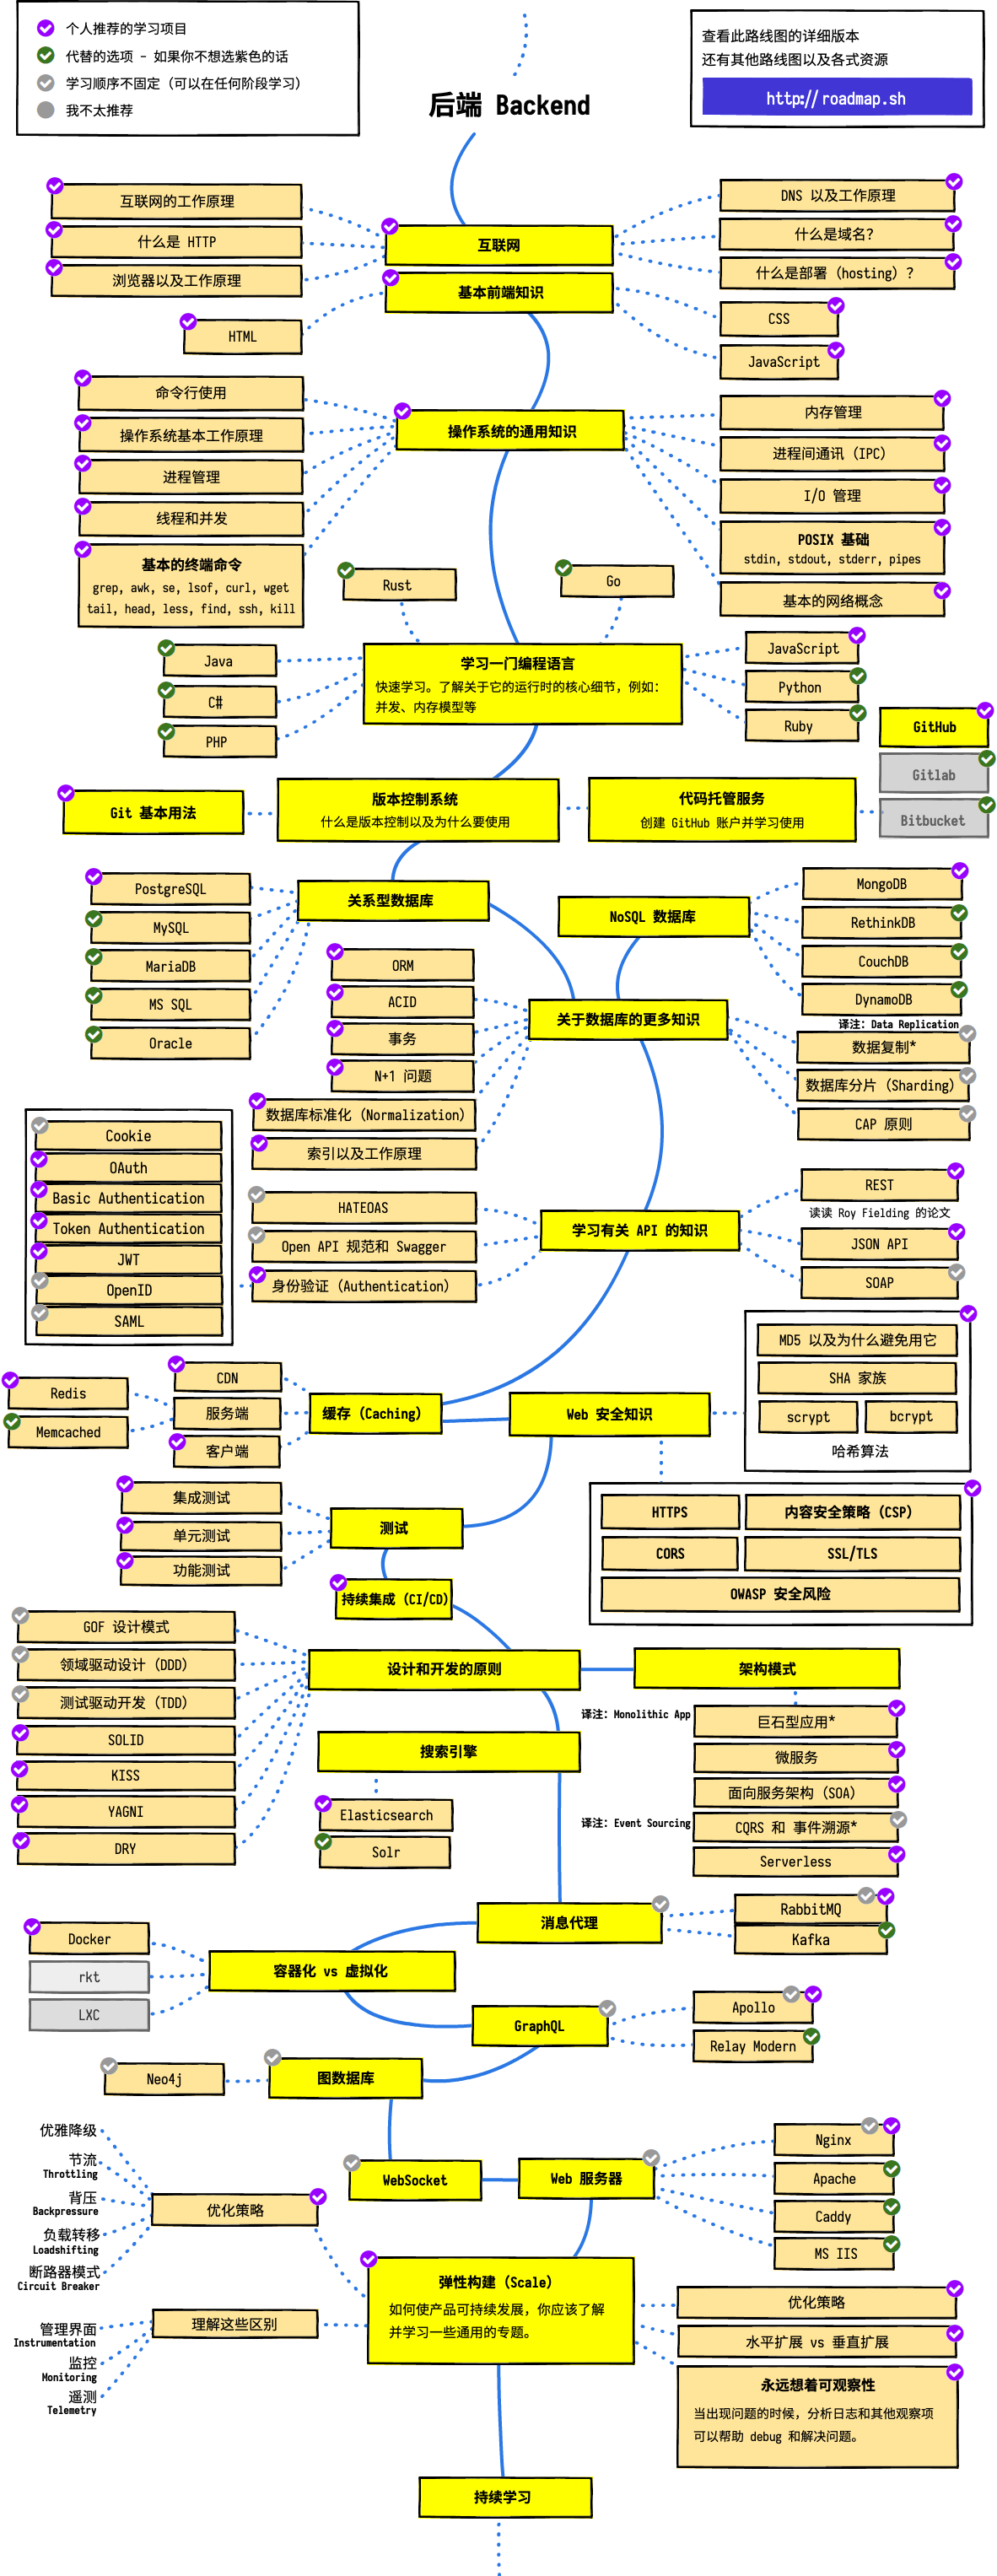 个人推荐的学习项目
代替的选项 - 如果你不想选紫色的话
学习顺序不固定（可以在任何阶段学习）
我不太推荐
后端 Backend
查看此路线图的详细版本
还有其他路线图以及各式资源
http://roadmap.sh
互联网的工作原理
什么是 HTTP
浏览器以及工作原理
互联网
DNS 以及工作原理
什么是域名?
什么是部署（hosting）?
基本前端知识
HTML
CSS
JavaScript
命令行使用
操作系统基本工作原理
进程管理
线程和并发
基本的终端命令
grep, awk, se, lsof, curl, wget
tail, head, less, find, ssh, kill
操作系统的通用知识
内存管理
进程间通讯（IPC）
I/O 管理
POSIX 基础
stdin, stdout, stderr, pipes
基本的网络概念
Rust
Go
Java
C#
PHP
学习一门编程语言
快速学习。了解关于它的运行时的核心细节，例如：
并发、内存模型等
JavaScript
Python
Ruby
GitHub
Gitlab
Bitbucket
Git 基本用法
版本控制系统
什么是版本控制以及为什么要使用
代码托管服务
创建 GitHub 账户并学习使用
PostgreSQL
MySQL
MariaDB
MS SQL
Oracle
关系型数据库
NoSQL 数据库
MongoDB
RethinkDB
CouchDB
DynamoDB
ORM
ACID
事务
N+1 问题
数据库标准化（Normalization）
索引以及工作原理
关于数据库的更多知识
译注: Data Replication
数据复制*
数据库分片（Sharding）
CAP 原则
Cookie
OAuth
Basic Authentication
Token Authentication
JWT
OpenID
SAML
HATEOAS
Open API 规范和 Swagger
身份验证（Authentication）
学习有关 API 的知识
REST
读读 Roy Fielding 的论文
JSON API
SOAP
MD5 以及为什么避免用它
SHA 家族
scrypt
bcrypt
哈希算法
Redis
Memcached
CDN
服务端
客户端
缓存（Caching）
Web 安全知识
集成测试
单元测试
功能测试
测试
HTTPS
内容安全策略（CSP）
CORS
SSL/TLS
OWASP 安全风险
持续集成（CI/CD）
GOF 设计模式
领域驱动设计（DDD）
测试驱动开发（TDD）
SOLID
KISS
YAGNI
DRY
设计和开发的原则
架构模式
译注: Monolithic App
巨石型应用*
微服务
面向服务架构（SOA）
译注: Event Sourcing
CQRS 和 事件溯源*
Serverless
搜索引擎
Elasticsearch
Solr
消息代理
RabbitMQ
Kafka
Docker
rkt
LXC
容器化 vs 虚拟化
GraphQL
Apollo
Relay Modern
Neo4j
图数据库
WebSocket
Web 服务器
Nginx
Apache
Caddy
MS IIS
优雅降级
节流
Throttling
背压
Backpressure
负载转移
Loadshifting
断路器模式
Circuit Breaker
优化策略
弹性构建（Scale）
如何使产品可持续发展，你应该了解
并学习一些通用的专题。
理解这些区别
管理界面
Instrumentation
监控
Monitoring
遥测
Telemetry
优化策略
水平扩展 vs 垂直扩展
永远想着可观察性
当出现问题的时候，分析日志和其他观察项
可以帮助 debug 和解决问题。
持续学习